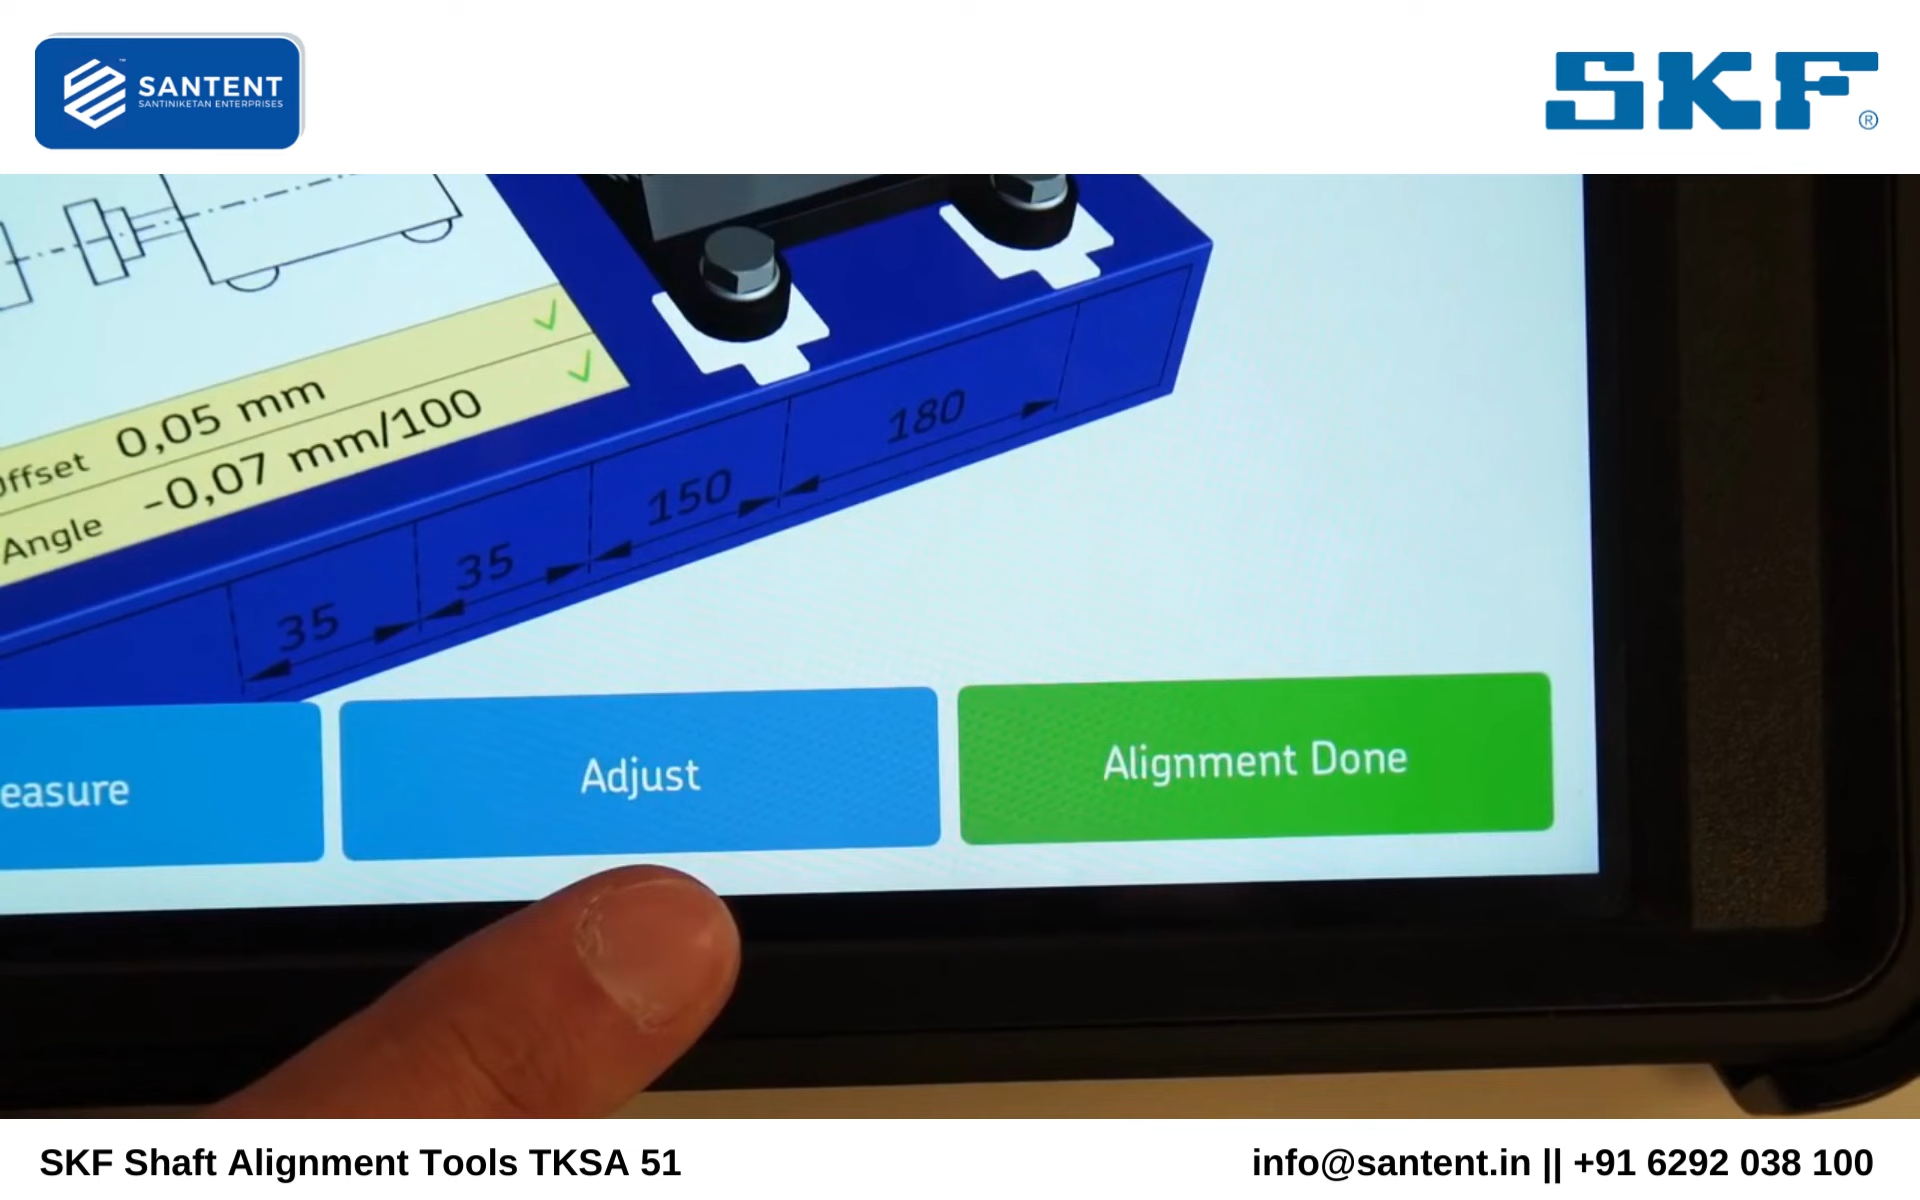 SANTENT
SANTINIKETAN ENTERPRISES
SKF
®
ffset 0,05 mm
Angle -0,07 mm/100
35
35
150
180
easure
Adjust
Alignment Done
SKF Shaft Alignment Tools TKSA 51
info@santent.in || +91 6292 038 100